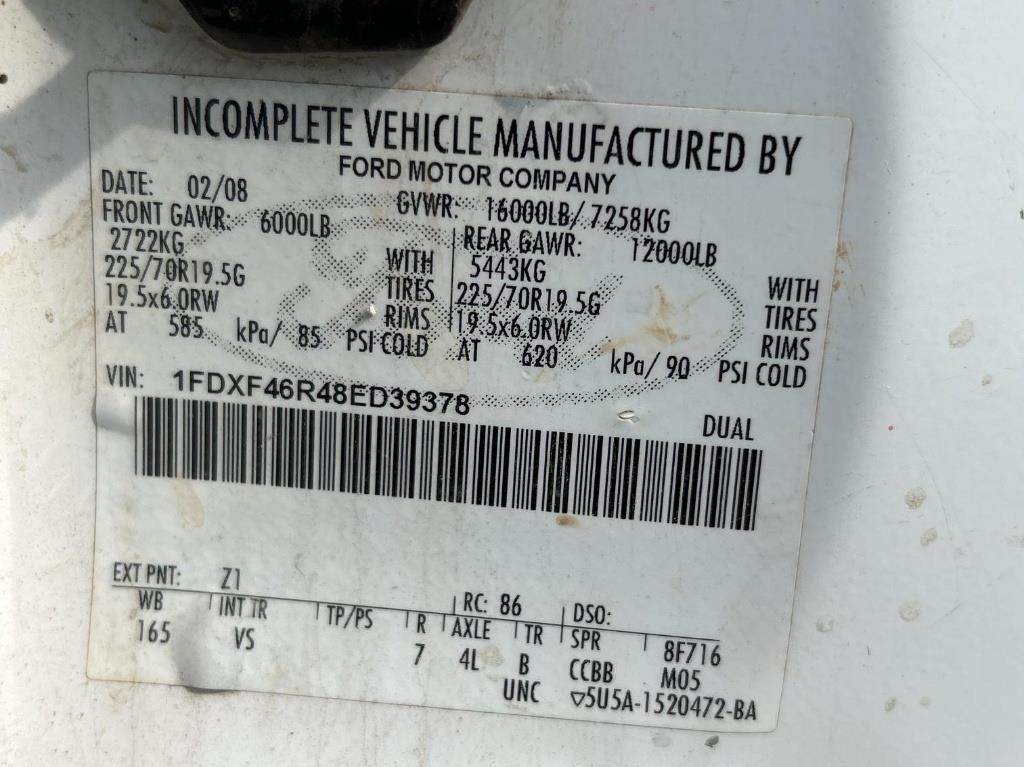 INCOMPLETE VEHICLE MANUFACTURED BY
FORD MOTOR COMPANY
DATE: 02/08 GVWR: 16000LB/ 7258KG
FRONT GAWR: 6000LB REAR GAWR: 12000LB
2722KG WITH 5443KG WITH
225/70R19.5G TIRES 225/70R19.5G TIRES
19.5x6.0RW RIMS 19.5x6.0RW RIMS
AT 585 kPa/ 85 PSI COLD AT 620 kPa/ 90 PSI COLD
VIN: 1FDXF46R48ED39378
DUAL
EXT PNT: Z1 RC: 86 DSO:
WB INT TR TP/PS R AXLE TR SPR 8F716
165 VS 7 4L B CCBB M05
UNC ▽5U5A-1520472-BA